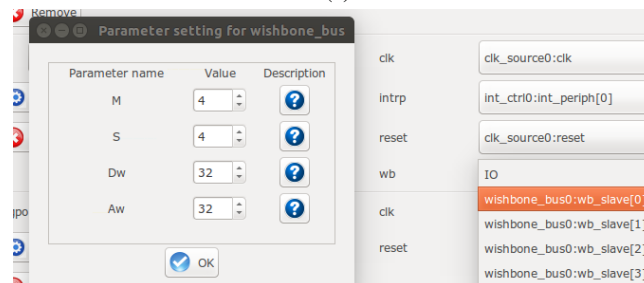 Remove
Parameter setting for wishbone_bus
Parameter name Value Description
M 4
S 4
Dw 32
Aw 32
OK
clk clk_source0:clk
intrp int_ctrl0:int_periph[0]
reset clk_source0:reset
wb IO
wishbone_bus0:wb_slave[0]
clk wishbone_bus0:wb_slave[1]
reset wishbone_bus0:wb_slave[2]
wishbone_bus0:wb_slave[3]